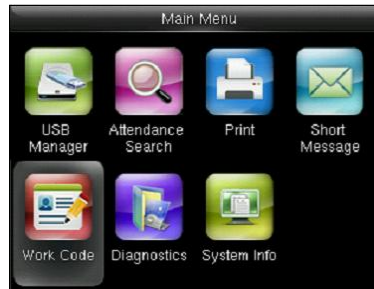 Main Menu
USB Manager
Attendance Search
Print
Short Message
Work Code
Diagnostics
System Info